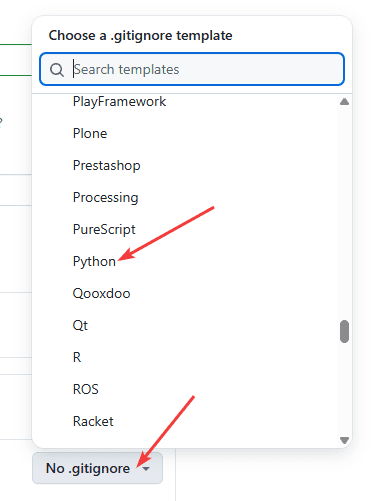 Choose a .gitignore template
Search templates
PlayFramework
Plone
Prestashop
Processing
PureScript
Python
Qooxdoo
Qt
R
ROS
Racket
No .gitignore